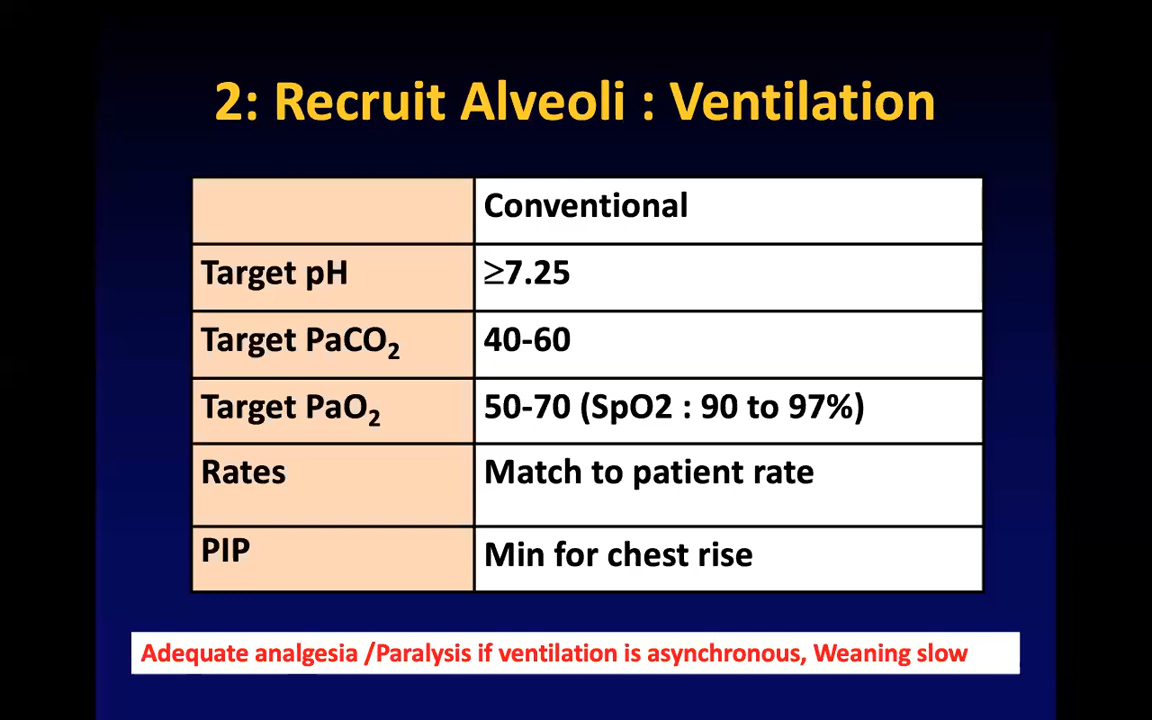 2: Recruit Alveoli : Ventilation
Conventional
Target pH ≥7.25
Target PaCO₂ 40-60
Target PaO₂ 50-70 (SpO2 : 90 to 97%)
Rates Match to patient rate
PIP Min for chest rise
Adequate analgesia /Paralysis if ventilation is asynchronous, Weaning slow